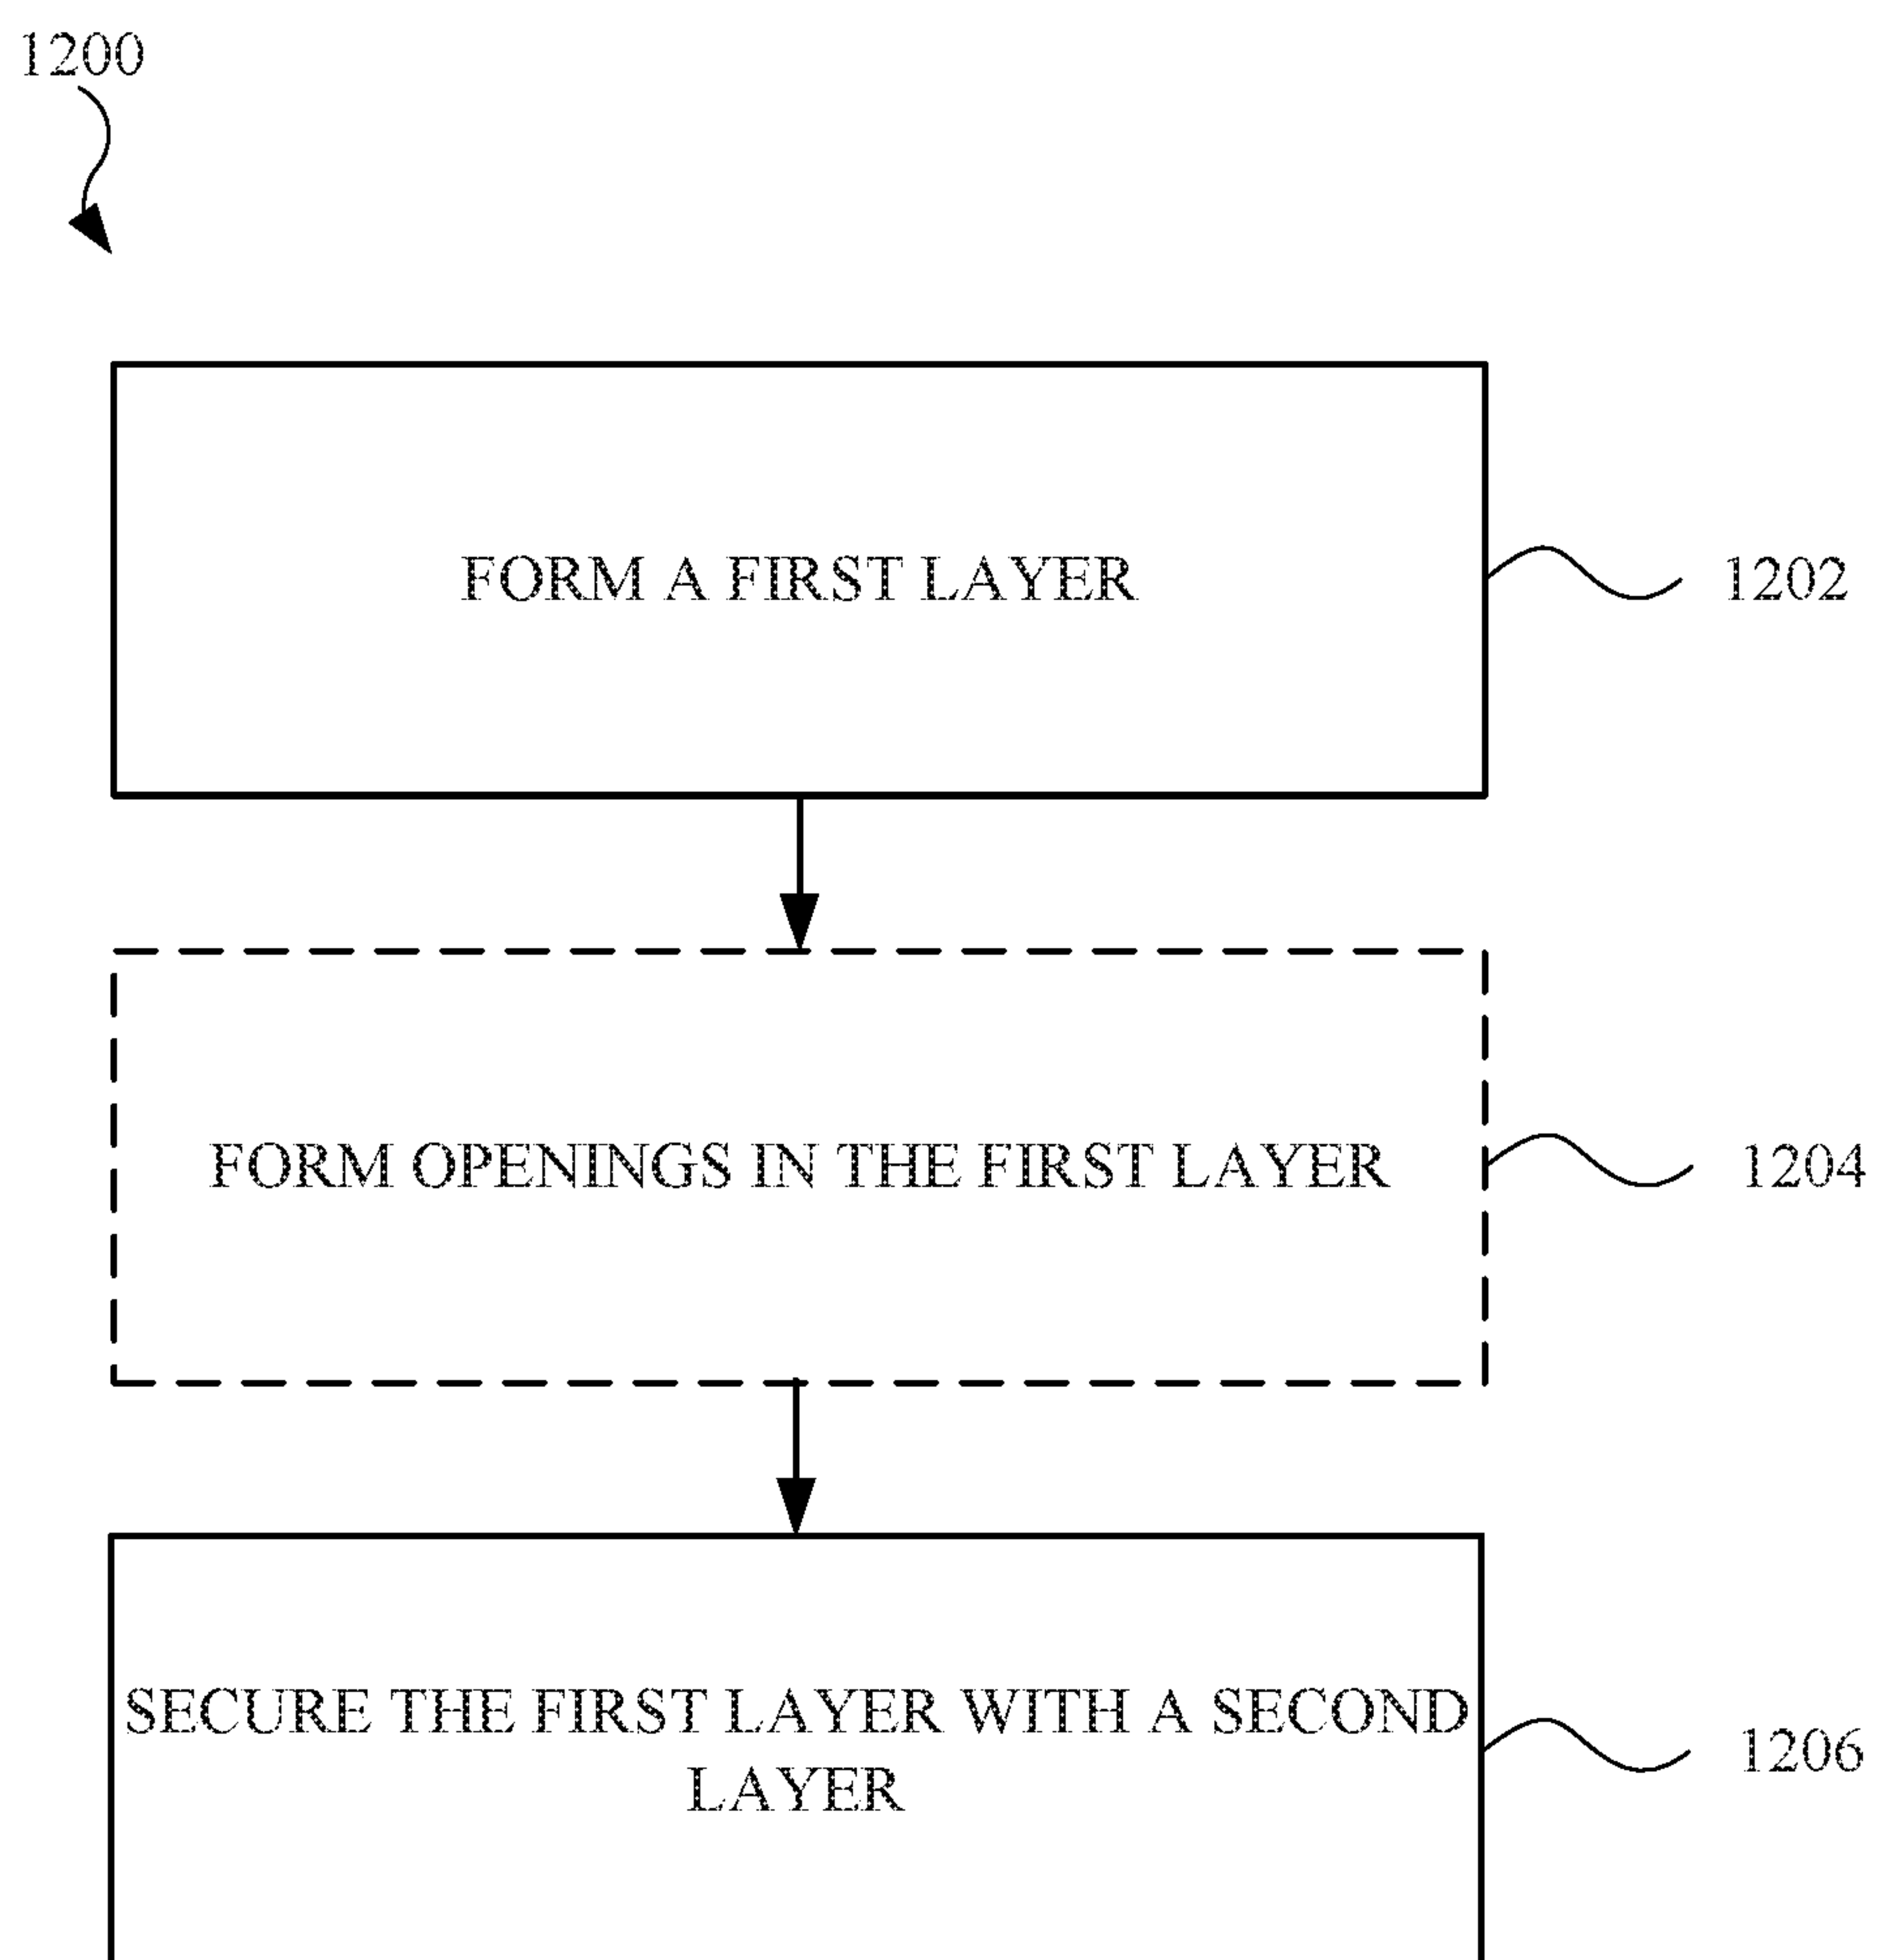 1200
FORM A FIRST LAYER
1202
FORM OPENINGS IN THE FIRST LAYER
1204
SECURE THE FIRST LAYER WITH A SECOND
LAYER
1206